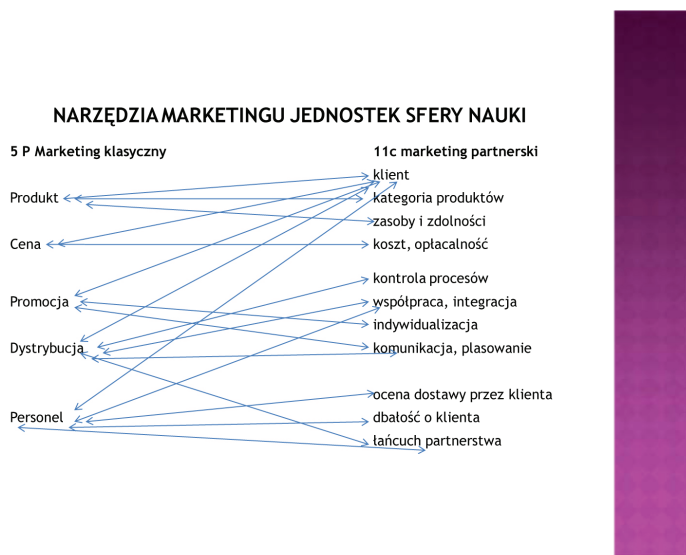 NARZĘDZIA MARKETINGU JEDNOSTEK SFERY NAUKI
5 P Marketing klasyczny 11c marketing partnerski
klient
Produkt kategoria produktów
zasoby i zdolności
Cena koszt, opłacalność
kontrola procesów
Promocja współpraca, integracja
indywidualizacja
Dystrybucja komunikacja, plasowanie
ocena dostawy przez klienta
Personel dbałość o klienta
łańcuch partnerstwa